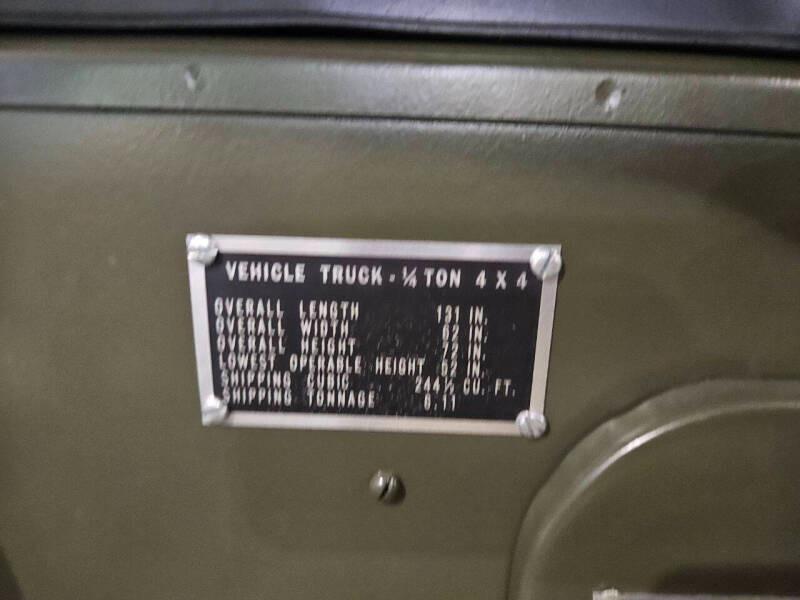 VEHICLE TRUCK - ¼ TON 4 X 4
OVERALL LENGTH 131 IN.
OVERALL WIDTH 62 IN.
OVERALL HEIGHT 72 IN.
LOWEST OPERABLE HEIGHT 52 IN.
SHIPPING CUBIC 244½ CU. FT.
SHIPPING TONNAGE 6.11